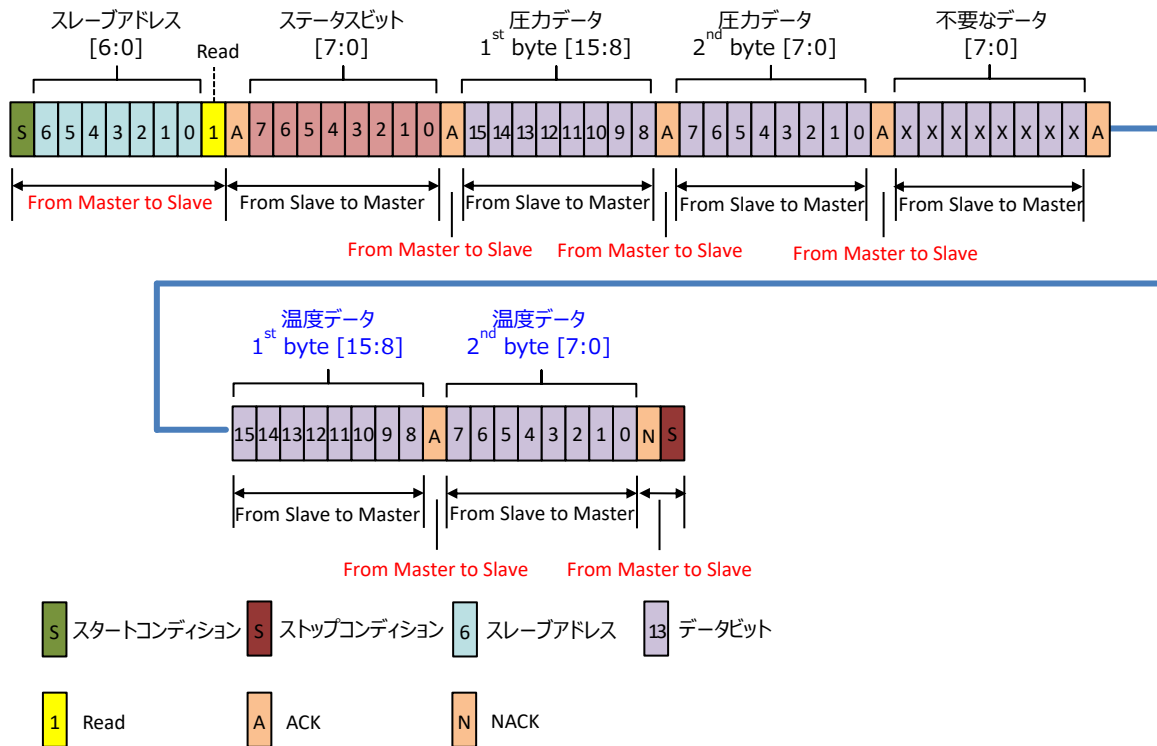 スレーブアドレス
[6:0]
Read
ステータスビット
[7:0]
圧力データ
1st byte [15:8]
圧力データ
2nd byte [7:0]
不要なデータ
[7:0]
S 6 5 4 3 2 1 0 1 A 7 6 5 4 3 2 1 0 A 15 14 13 12 11 10 9 8 A 7 6 5 4 3 2 1 0 A X X X X X X X X A
From Master to Slave
From Slave to Master
From Slave to Master
From Slave to Master
From Slave to Master
From Master to Slave
From Master to Slave
From Master to Slave
温度データ
1st byte [15:8]
温度データ
2nd byte [7:0]
15 14 13 12 11 10 9 8 A 7 6 5 4 3 2 1 0 N S
From Slave to Master
From Slave to Master
From Master to Slave
From Master to Slave
S スタートコンディション
S ストップコンディション
6 スレーブアドレス
13 データビット
1 Read
A ACK
N NACK